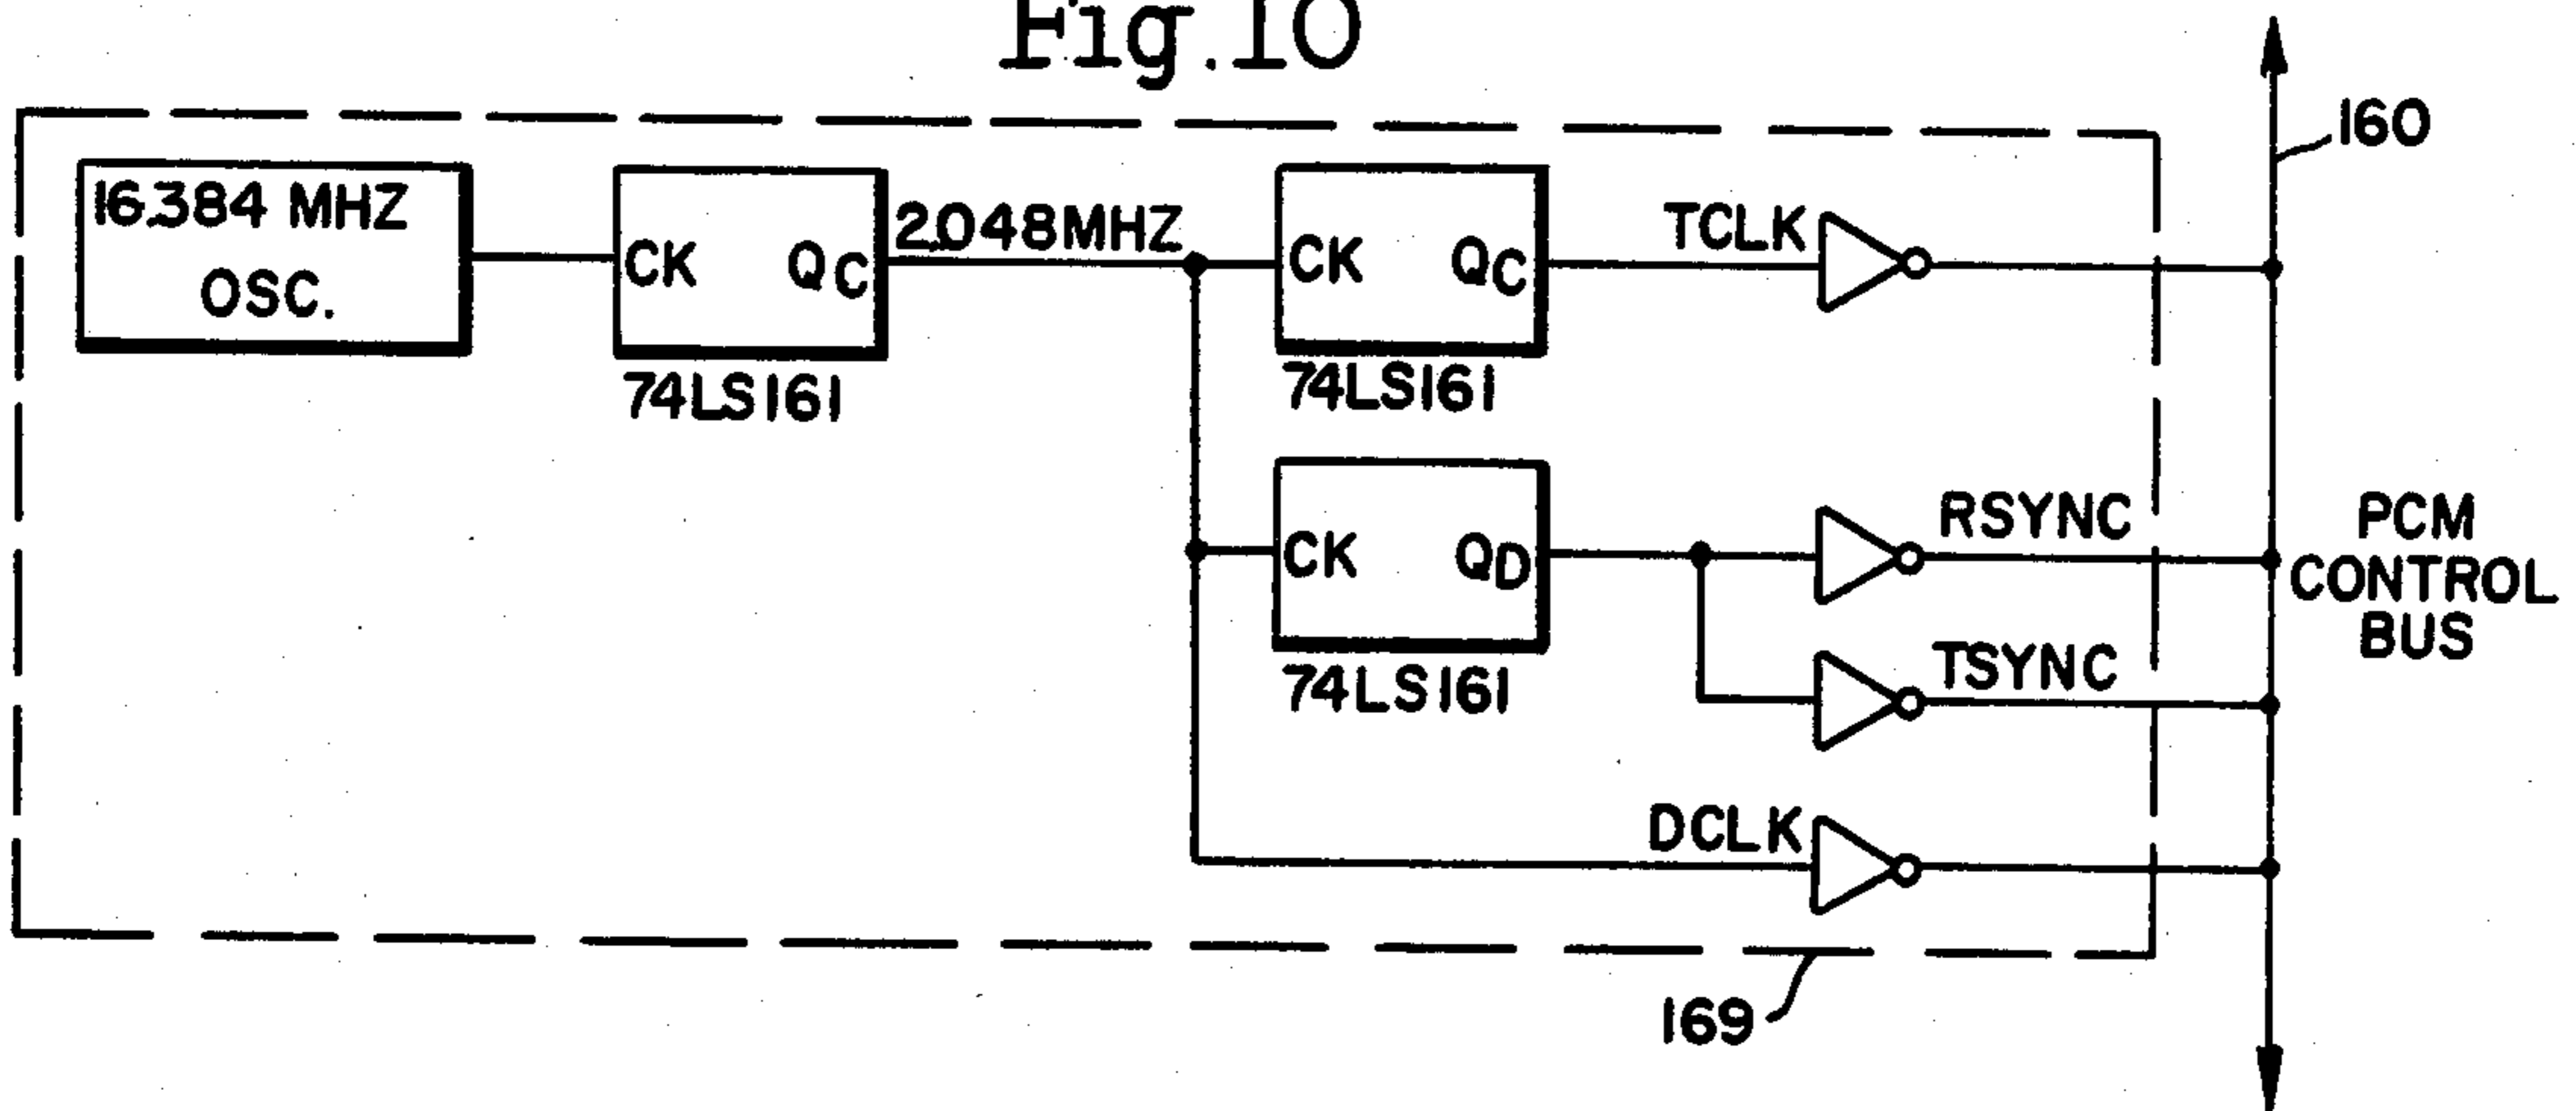 Fig.10
160
16.384 MHZ
OSC.
CK QC
74LS161
2.048MHZ
CK QC
74LS161
TCLK
CK QD
74LS161
RSYNC
TSYNC
DCLK
PCM
CONTROL
BUS
169